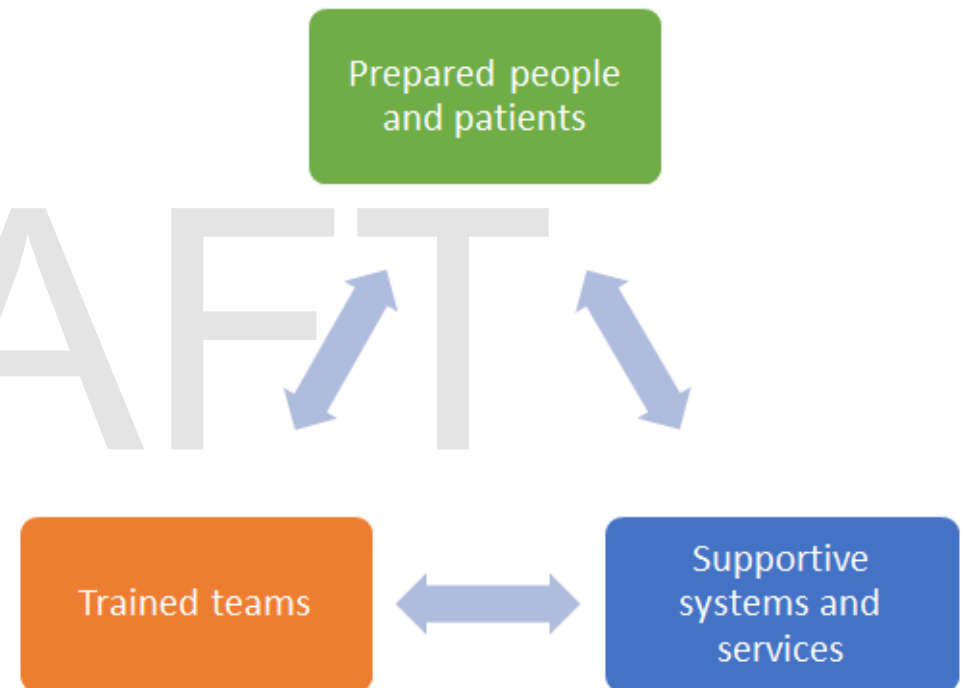 Prepared people
and patients
AFT
Trained teams
Supportive
systems and
services